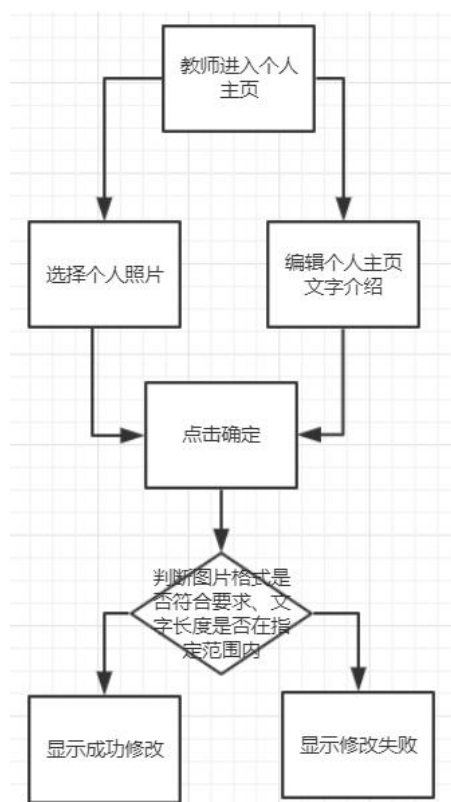 教师进入个人
主页
选择个人照片
编辑个人主页
文字介绍
点击确定
判断图片格式是
否符合要求、文
字长度是否在指
定范围内
显示成功修改
显示修改失败